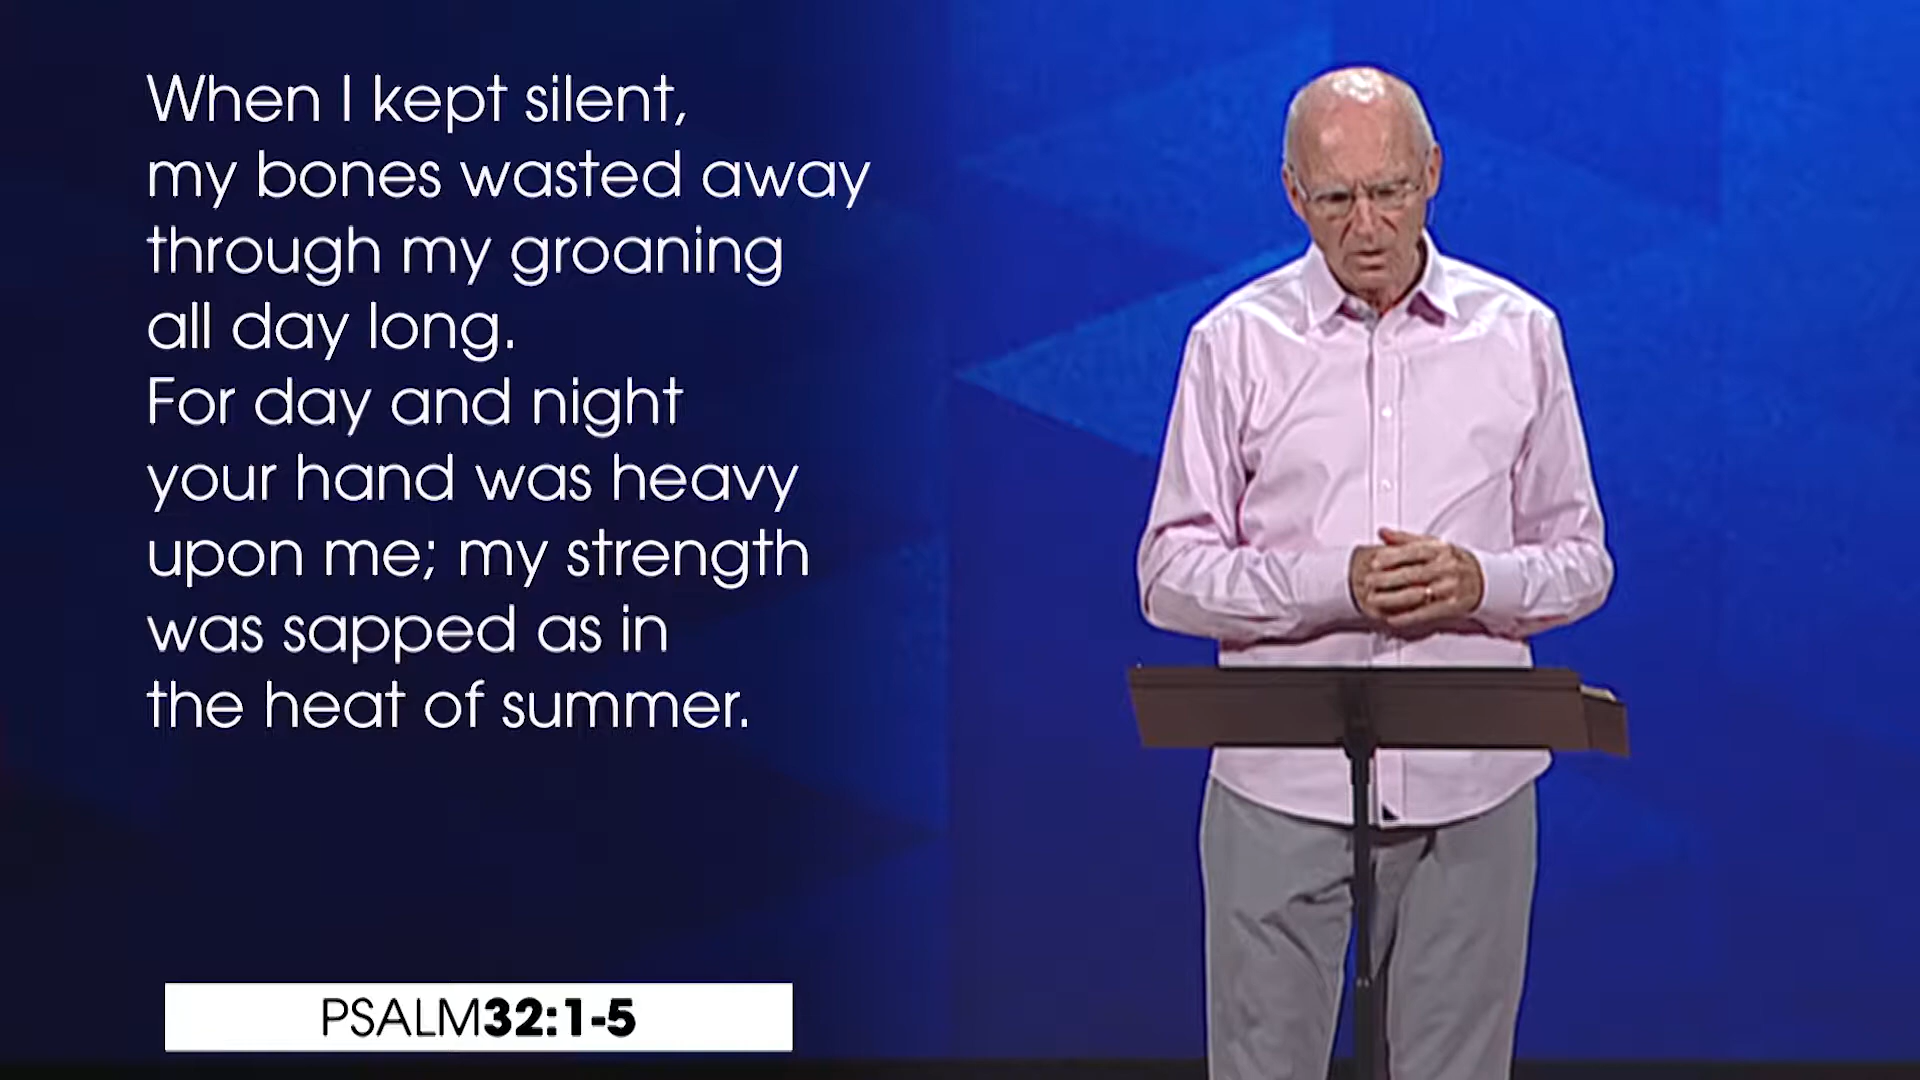 When I kept silent,
my bones wasted away
through my groaning
all day long.
For day and night
your hand was heavy
upon me; my strength
was sapped as in
the heat of summer.
PSALM32:1-5